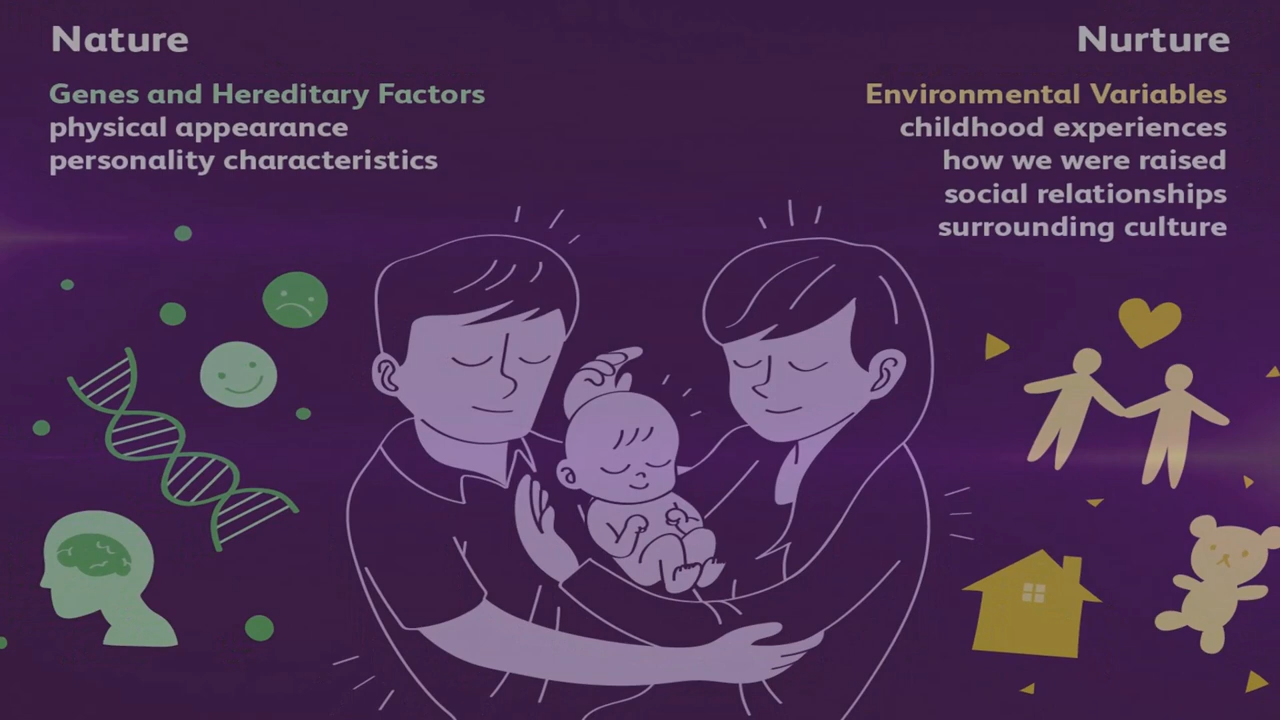 Nature
Genes and Hereditary Factors
physical appearance
personality characteristics
Nurture
Environmental Variables
childhood experiences
how we were raised
social relationships
surrounding culture